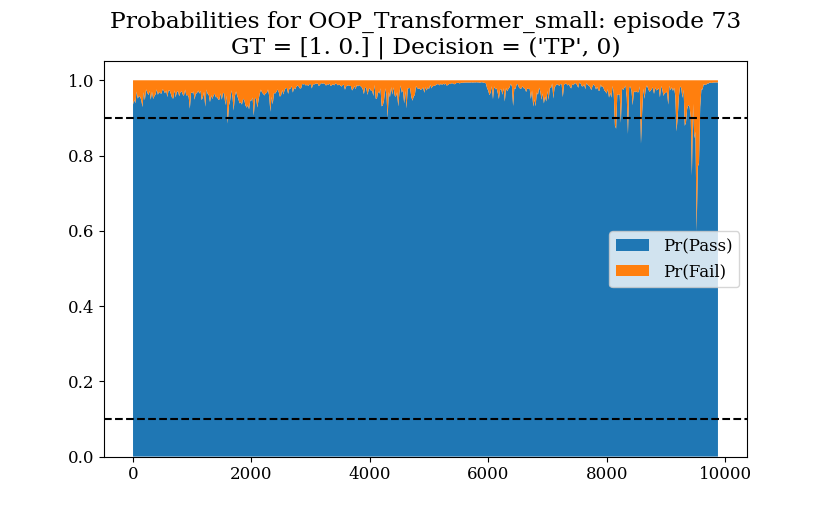 Probabilities for OOP_Transformer_small: episode 73
GT = [1. 0.] | Decision = ('TP', 0)
1.0
0.8
0.6
0.4
0.2
0.0
Pr(Pass)
Pr(Fail)
0 2000 4000 6000 8000 10000